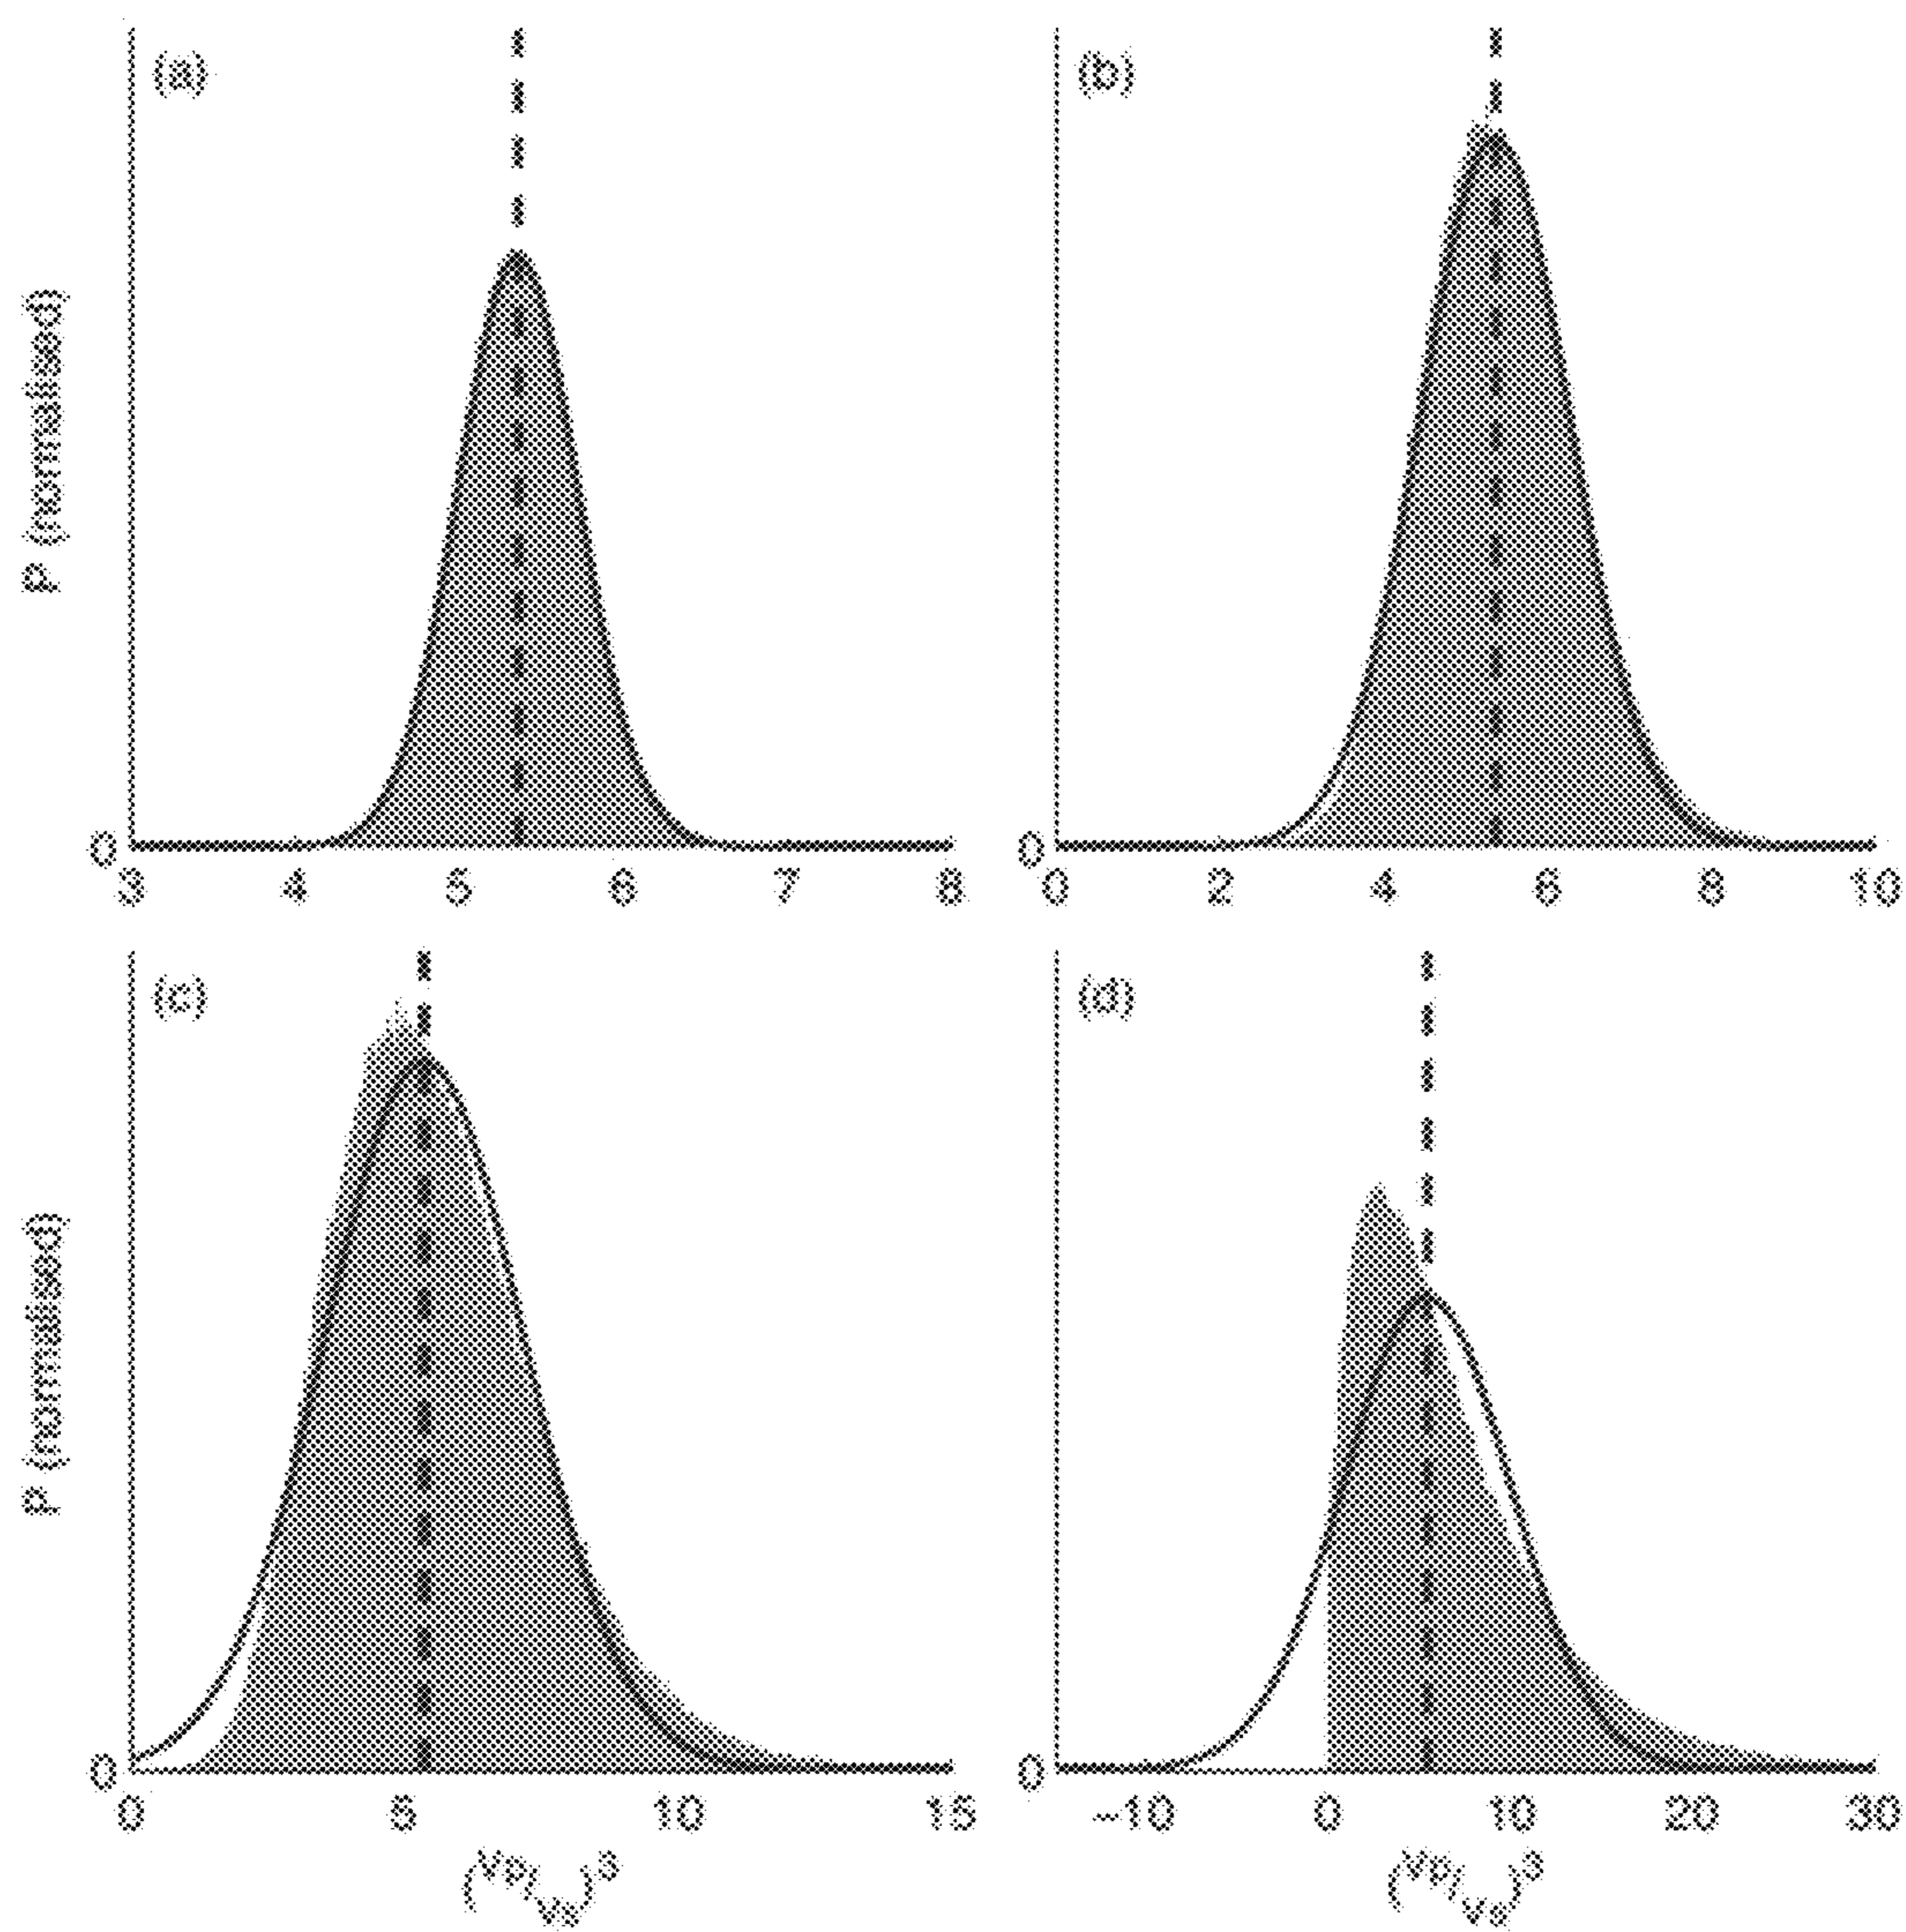 (a)
(b)
P (normalised)
0
3 4 5 6 7 8
0
0 2 4 6 8 10
(c)
(d)
P (normalised)
0
0 5 10 15
0
−10 0 10 20 30
(vp/vs)3
(vp/vs)3